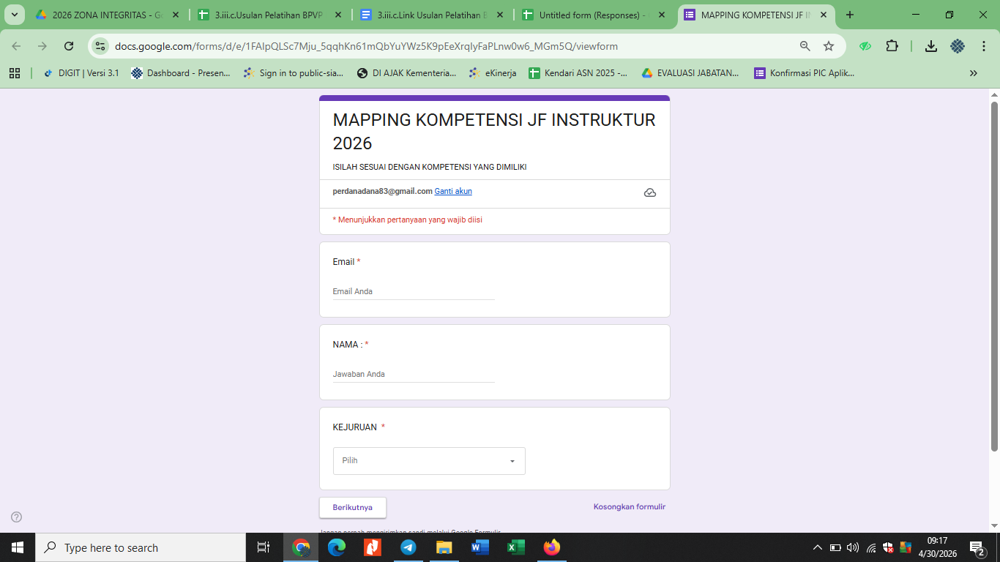 2026 ZONA INTEGRITAS - Go
3.iii.c.Usulan Pelatihan BPVP
3.iii.c.Link Usulan Pelatihan B
Untitled form (Responses) -
MAPPING KOMPETENSI JF IN
docs.google.com/forms/d/e/1FAIpQLSc7Mju_5qqhKn61mQbYuYWz5K9pEeXrqIyFaPLnw0w6_MGm5Q/viewform
DIGIT | Versi 3.1
Dashboard - Presen...
Sign in to public-sia...
DI AJAK Kementeria...
eKinerja
Kendari ASN 2025 -...
EVALUASI JABATAN...
Konfirmasi PIC Aplik...
MAPPING KOMPETENSI JF INSTRUKTUR
2026
ISILAH SESUAI DENGAN KOMPETENSI YANG DIMILIKI
perdanadana83@gmail.com Ganti akun
* Menunjukkan pertanyaan yang wajib diisi
Email *
Email Anda
NAMA : *
Jawaban Anda
KEJURUAN *
Pilih
Berikutnya
Kosongkan formulir
Jangan pernah mengirimkan sandi melalui Google Formulir.
Type here to search
09:17
4/30/2026
2